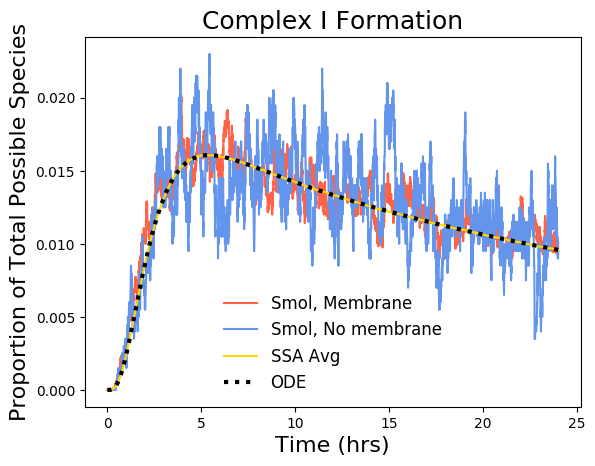 Complex I Formation
Proportion of Total Possible Species
0.020
0.015
0.010
0.005
0.000
Smol, Membrane
Smol, No membrane
SSA Avg
ODE
0
5
10
15
20
25
Time (hrs)